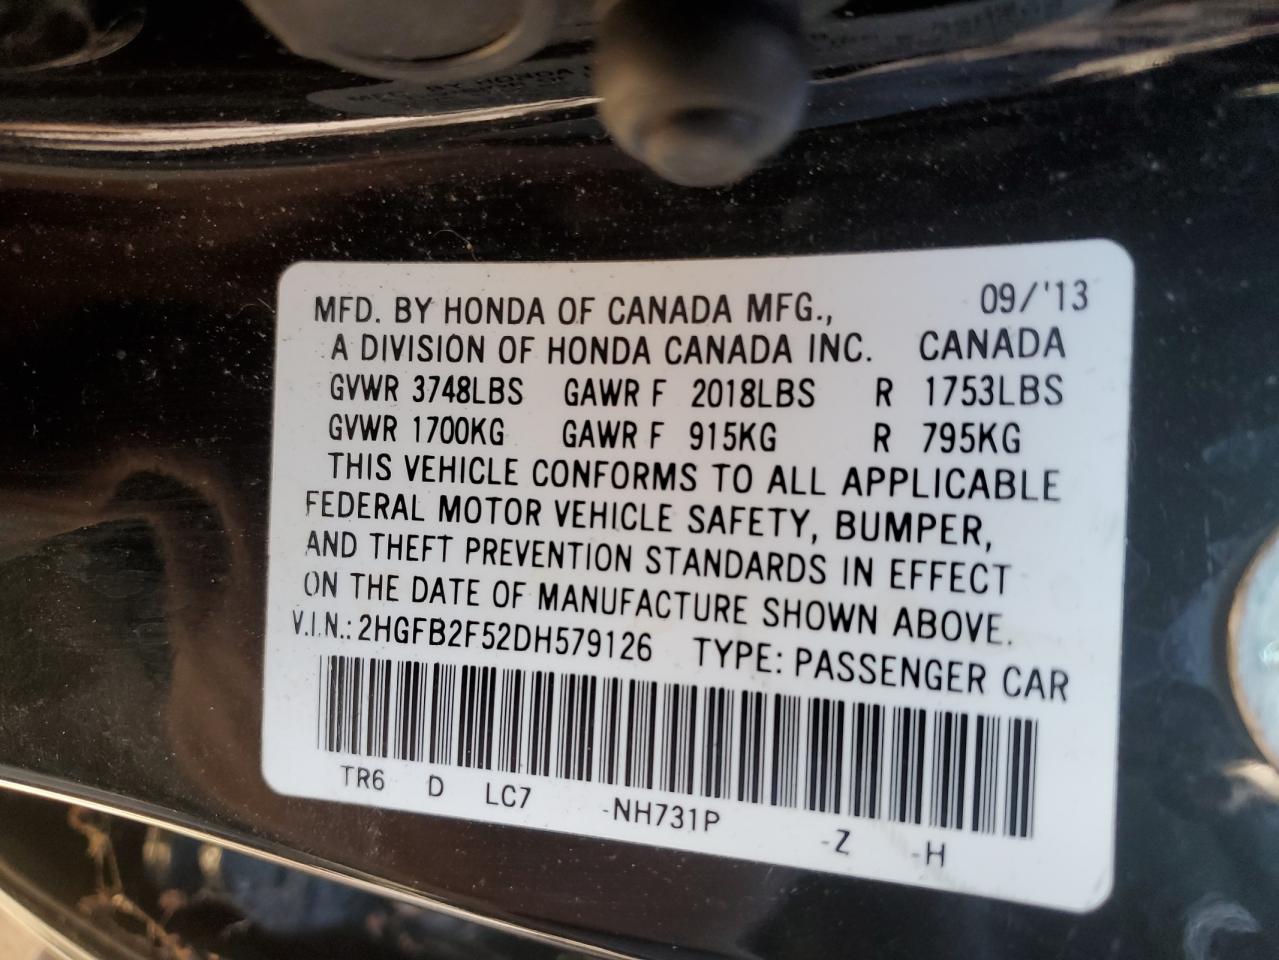 MFD. BY HONDA OF CANADA MFG., 09/'13
A DIVISION OF HONDA CANADA INC. CANADA
GVWR 3748LBS GAWR F 2018LBS R 1753LBS
GVWR 1700KG GAWR F 915KG R 795KG
THIS VEHICLE CONFORMS TO ALL APPLICABLE
FEDERAL MOTOR VEHICLE SAFETY, BUMPER,
AND THEFT PREVENTION STANDARDS IN EFFECT
ON THE DATE OF MANUFACTURE SHOWN ABOVE.
V.I.N.: 2HGFB2F52DH579126 TYPE: PASSENGER CAR
TR6 D LC7 -NH731P -Z -H